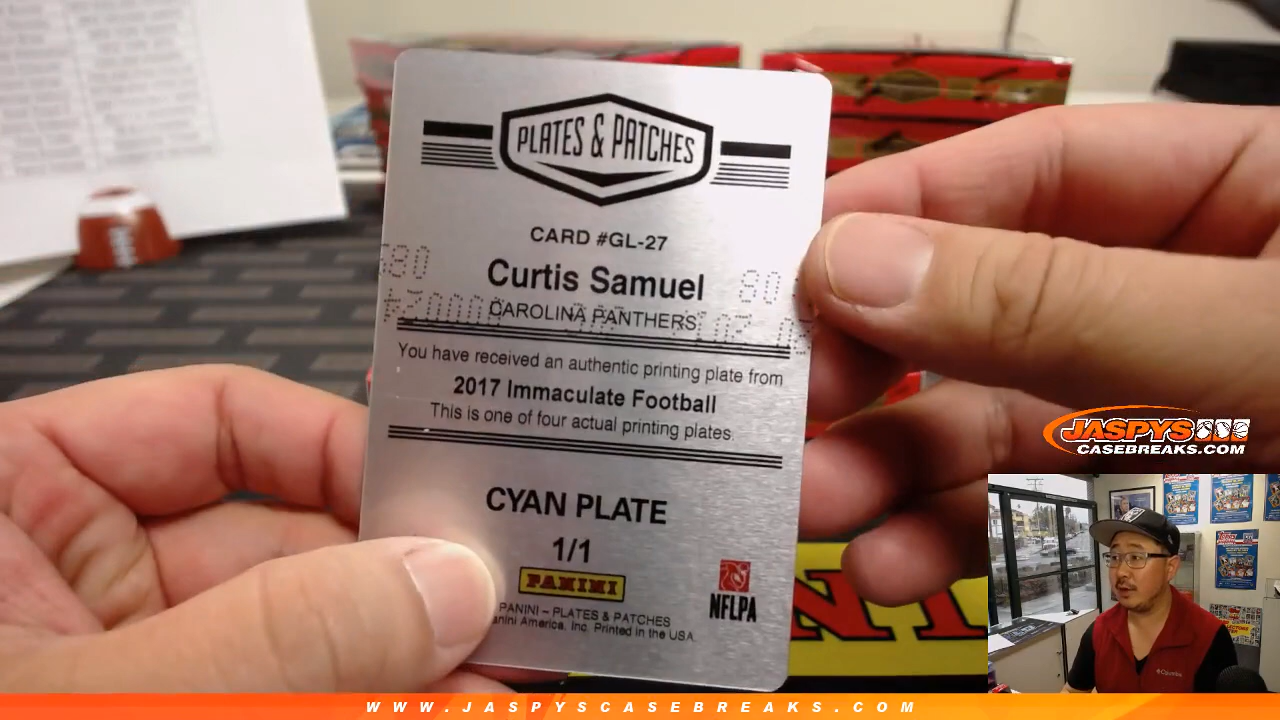 PLATES & PATCHES
CARD #GL-27
Curtis Samuel
CAROLINA PANTHERS
You have received an authentic printing plate from
2017 Immaculate Football
This is one of four actual printing plates.
CYAN PLATE
1/1
PANINI
NFLPA
PANINI – PLATES & PATCHES
anini America, Inc. Printed in the USA.
JASPYS
CASEBREAKS.COM
Columbia
WWW.JASPYSCASEBREAKS.COM